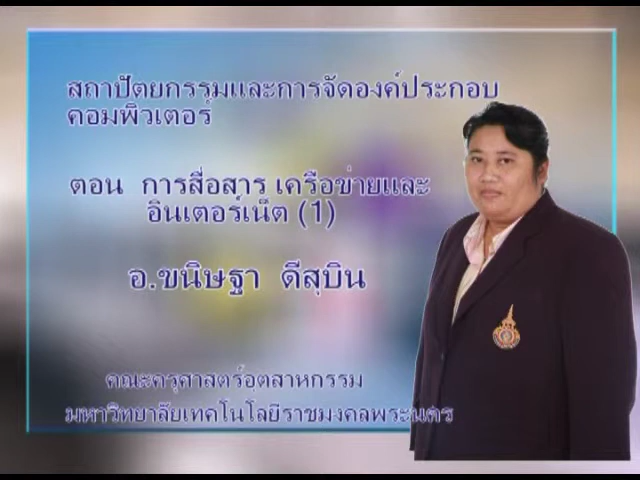 สถาปัตยกรรมและการจัดองค์ประกอบ
คอมพิวเตอร์
ตอน การสื่อสาร เครือข่ายและ
อินเตอร์เน็ต (1)
อ.ขนิษฐา ดีสุบิน
คณะครุศาสตร์อุตสาหกรรม
มหาวิทยาลัยเทคโนโลยีราชมงคลพระนคร